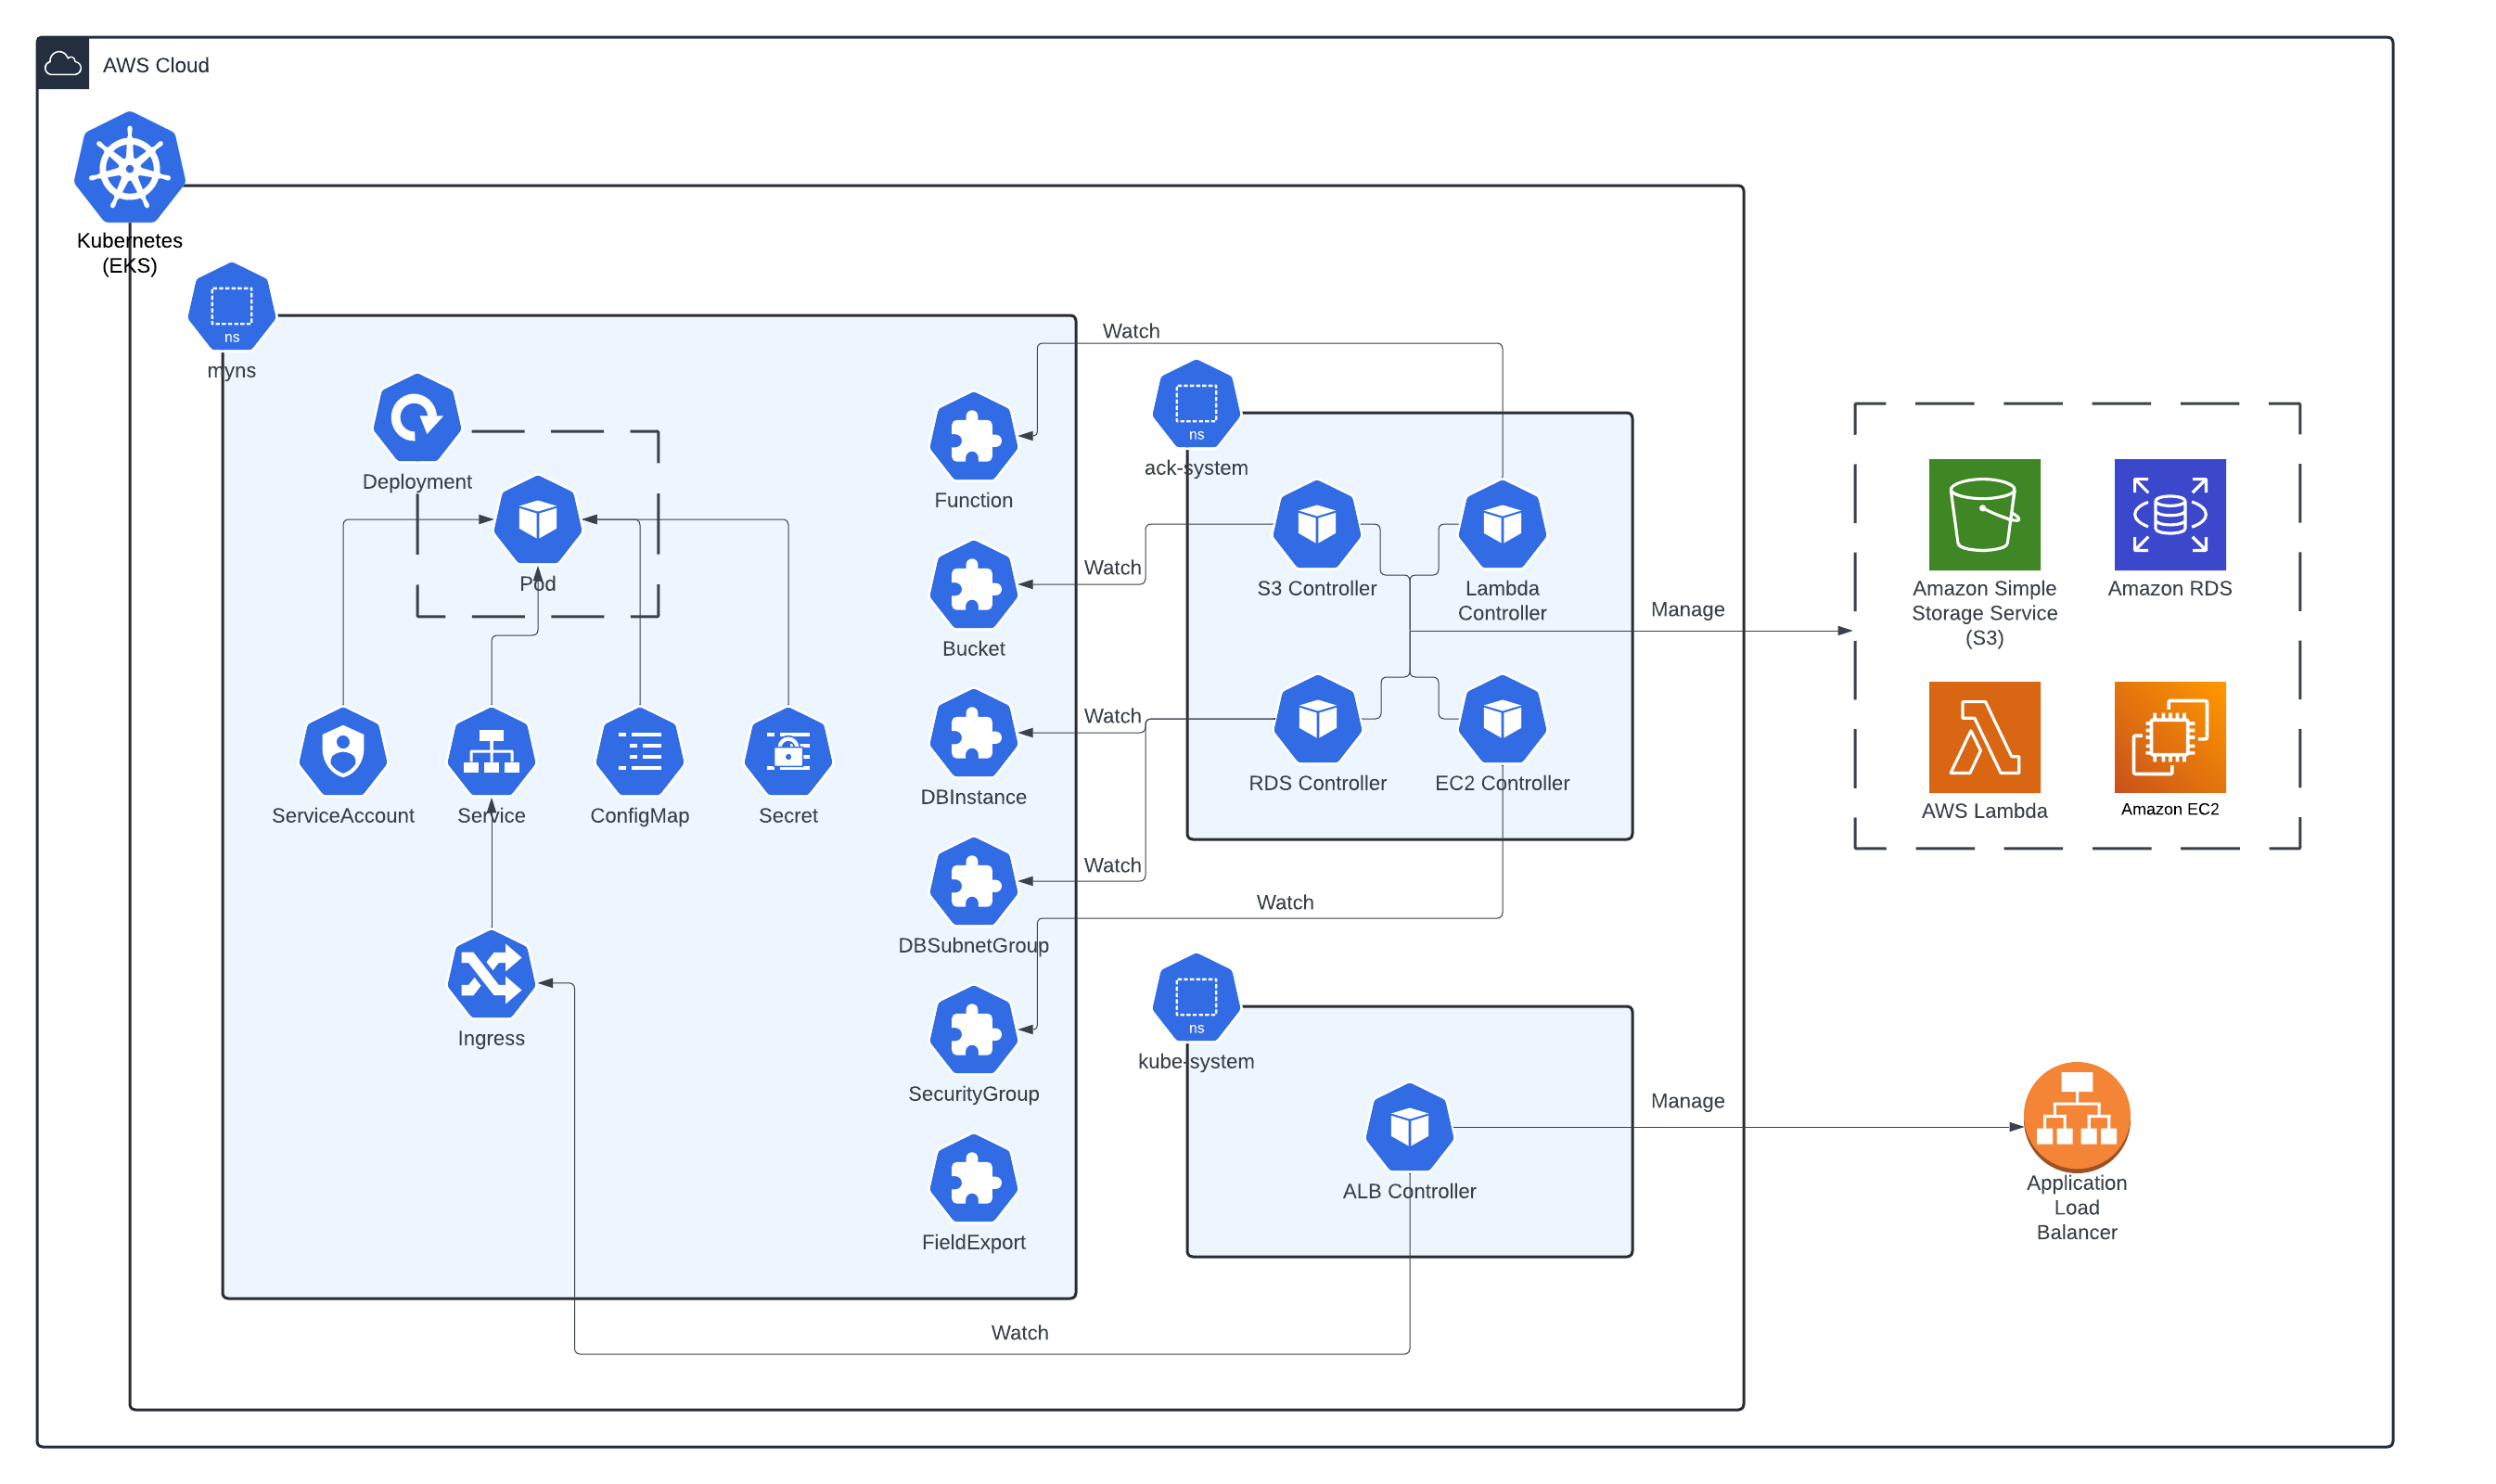 AWS Cloud
Kubernetes
(EKS)
ns
myns
Deployment
Pod
ServiceAccount
Service
ConfigMap
Secret
Ingress
Function
Bucket
DBInstance
DBSubnetGroup
SecurityGroup
FieldExport
Watch
Watch
Watch
Watch
Watch
Watch
ns
ack-system
S3 Controller
Lambda
Controller
RDS Controller
EC2 Controller
Manage
ns
kube-system
ALB Controller
Manage
Amazon Simple
Storage Service
(S3)
Amazon RDS
AWS Lambda
Amazon EC2
Application
Load
Balancer